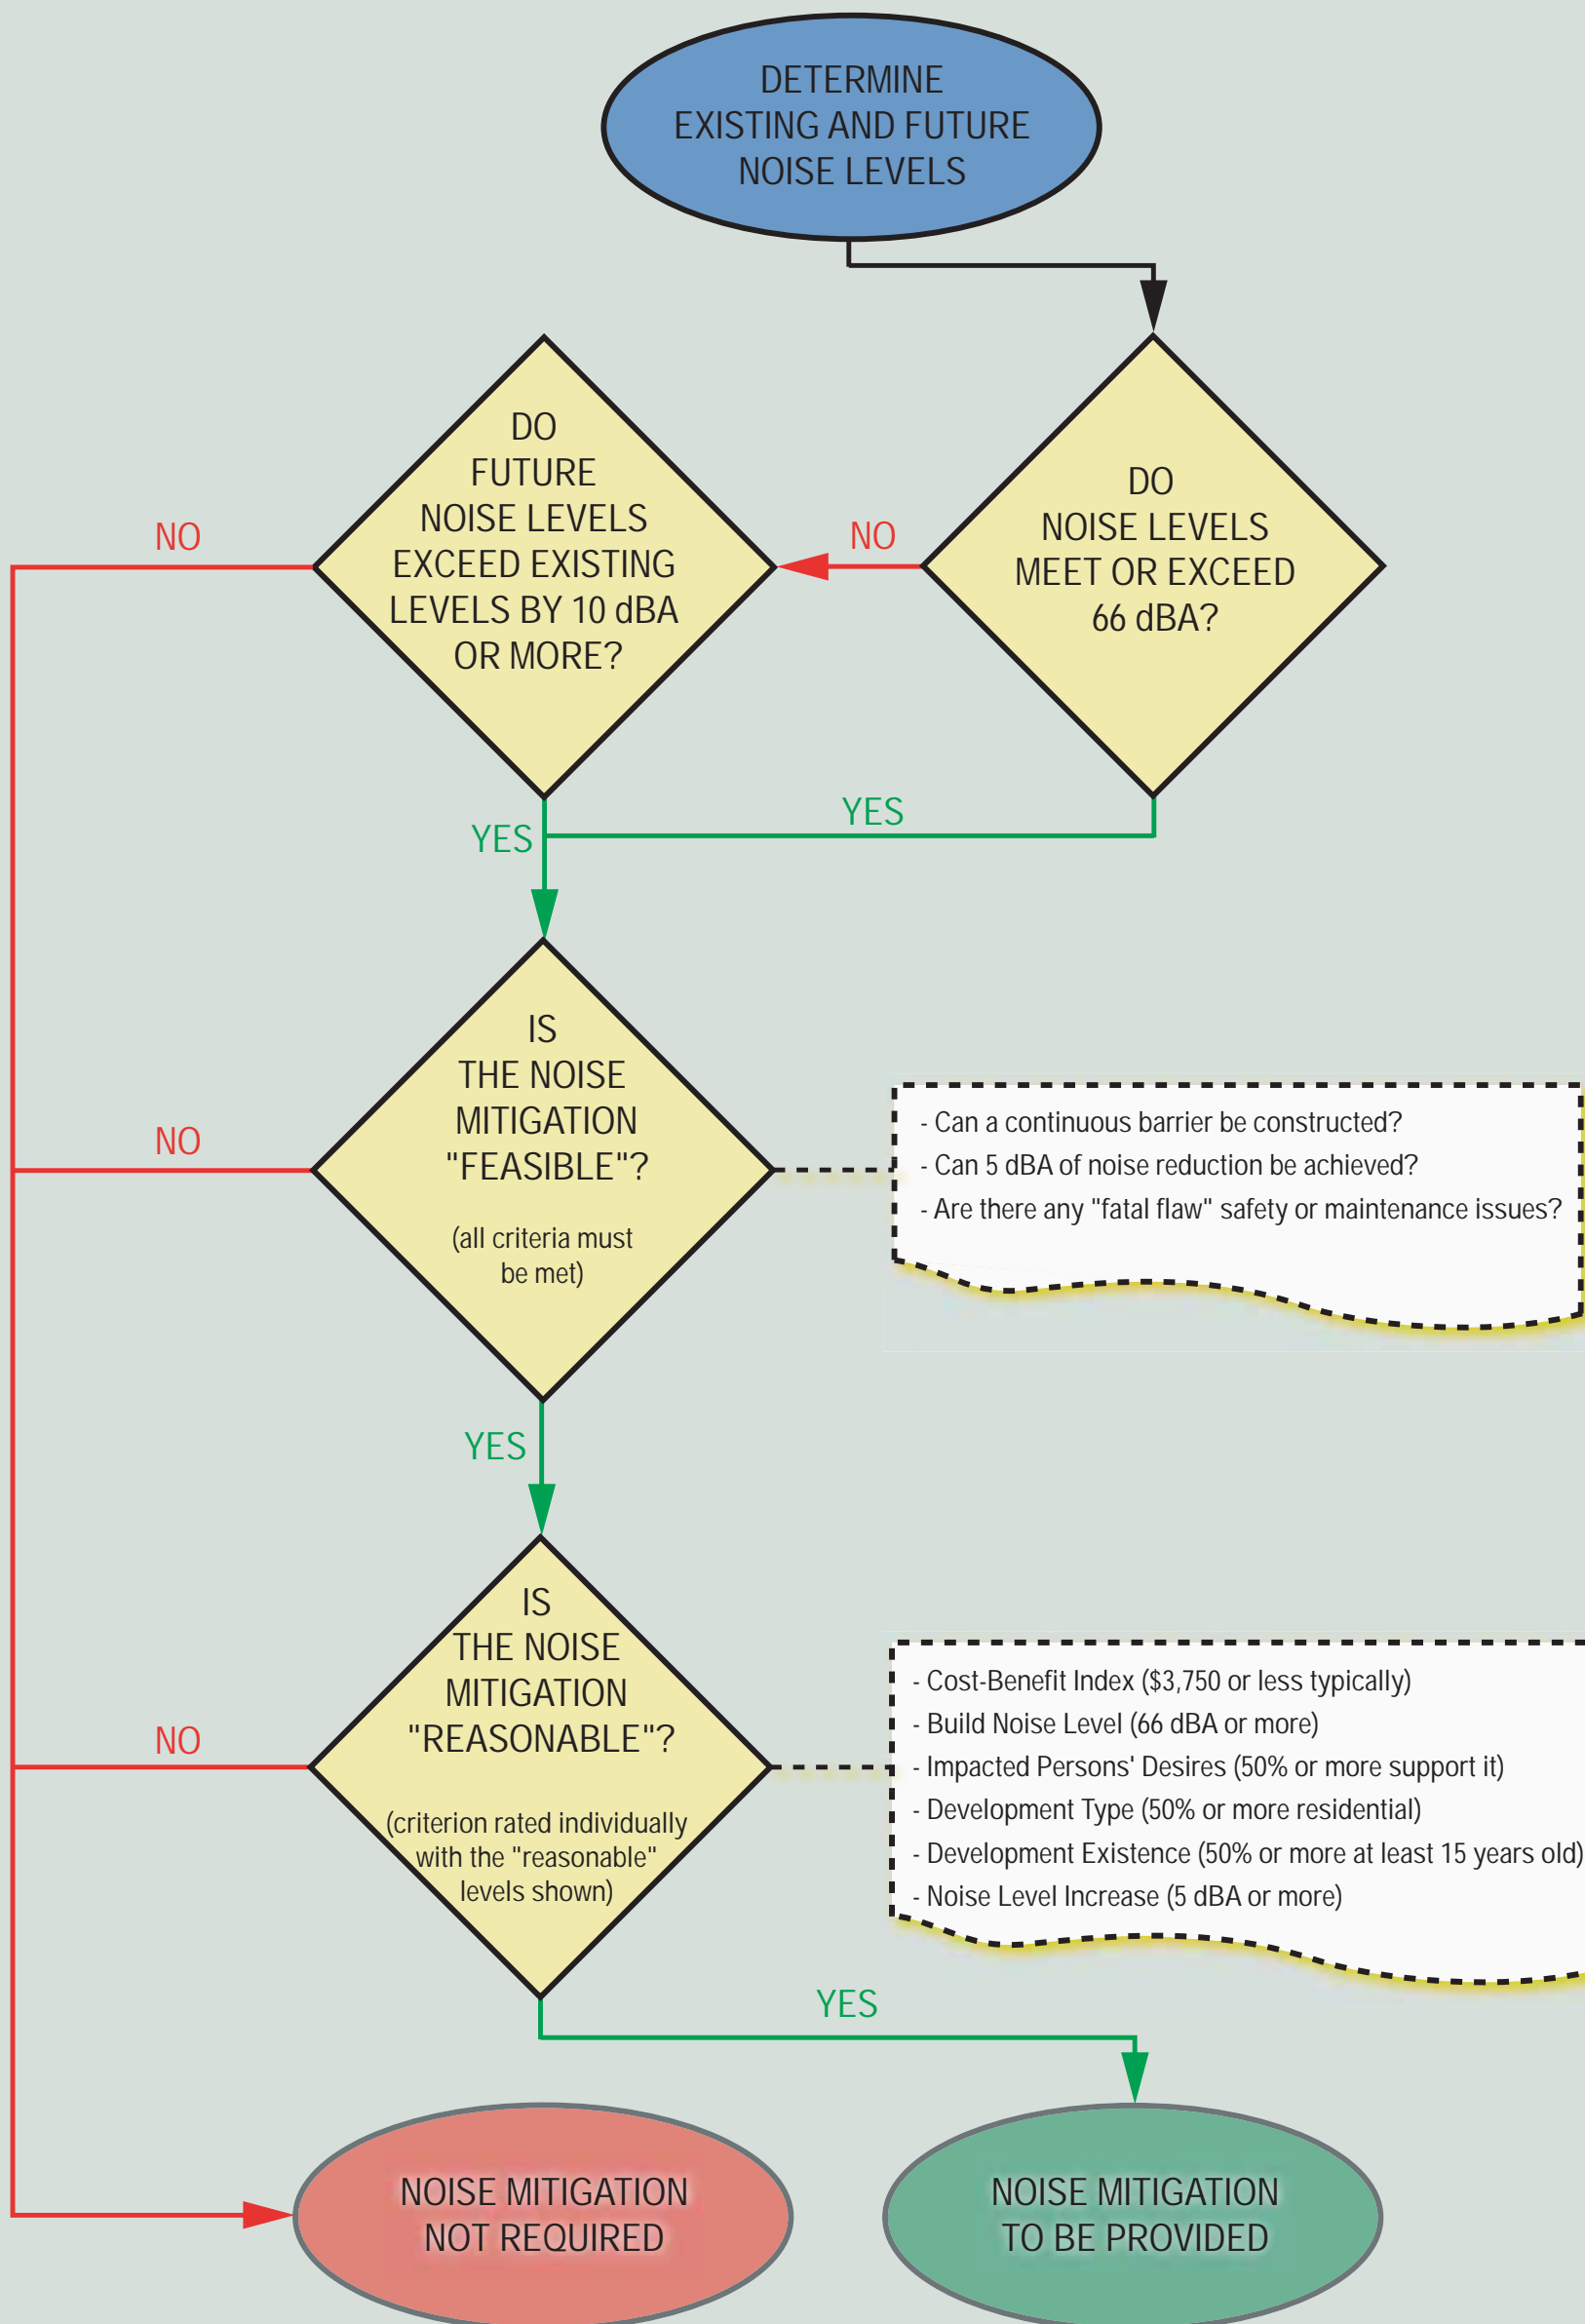 DETERMINE
EXISTING AND FUTURE
NOISE LEVELS
DO
NOISE LEVELS
MEET OR EXCEED
66 dBA?
NO
DO
FUTURE
NOISE LEVELS
EXCEED EXISTING
LEVELS BY 10 dBA
OR MORE?
NO
YES
YES
IS
THE NOISE
MITIGATION
"FEASIBLE"?
(all criteria must
be met)
NO
- Can a continuous barrier be constructed?
- Can 5 dBA of noise reduction be achieved?
- Are there any "fatal flaw" safety or maintenance issues?
YES
IS
THE NOISE
MITIGATION
"REASONABLE"?
(criterion rated individually
with the "reasonable"
levels shown)
NO
- Cost-Benefit Index ($3,750 or less typically)
- Build Noise Level (66 dBA or more)
- Impacted Persons' Desires (50% or more support it)
- Development Type (50% or more residential)
- Development Existence (50% or more at least 15 years old)
- Noise Level Increase (5 dBA or more)
YES
NOISE MITIGATION
NOT REQUIRED
NOISE MITIGATION
TO BE PROVIDED